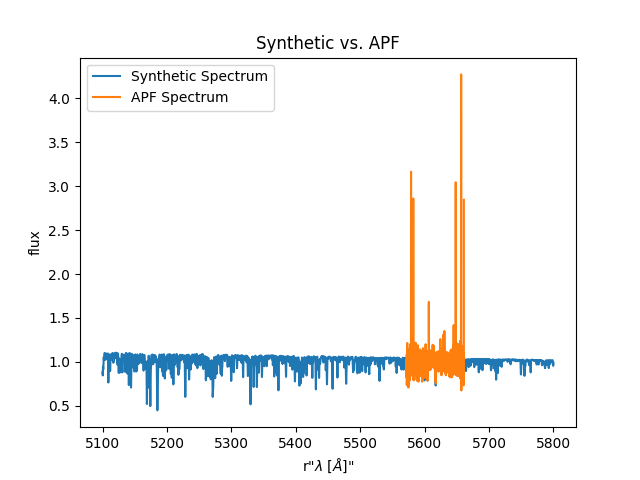 Synthetic vs. APF
Synthetic Spectrum
APF Spectrum
flux
4.0
3.5
3.0
2.5
2.0
1.5
1.0
0.5
5100 5200 5300 5400 5500 5600 5700 5800
r"λ [Å]"